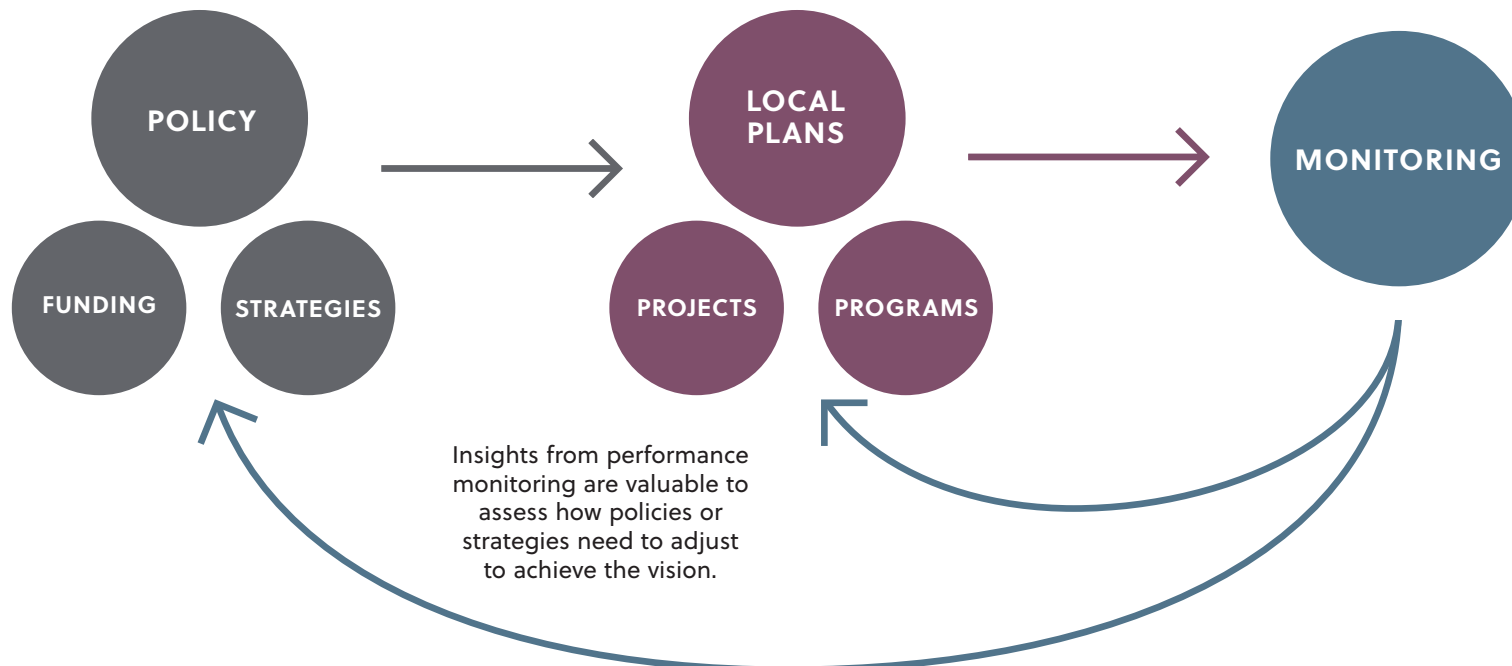 POLICY
FUNDING
STRATEGIES
LOCAL
PLANS
PROJECTS
PROGRAMS
MONITORING
Insights from performance
monitoring are valuable to
assess how policies or
strategies need to adjust
to achieve the vision.